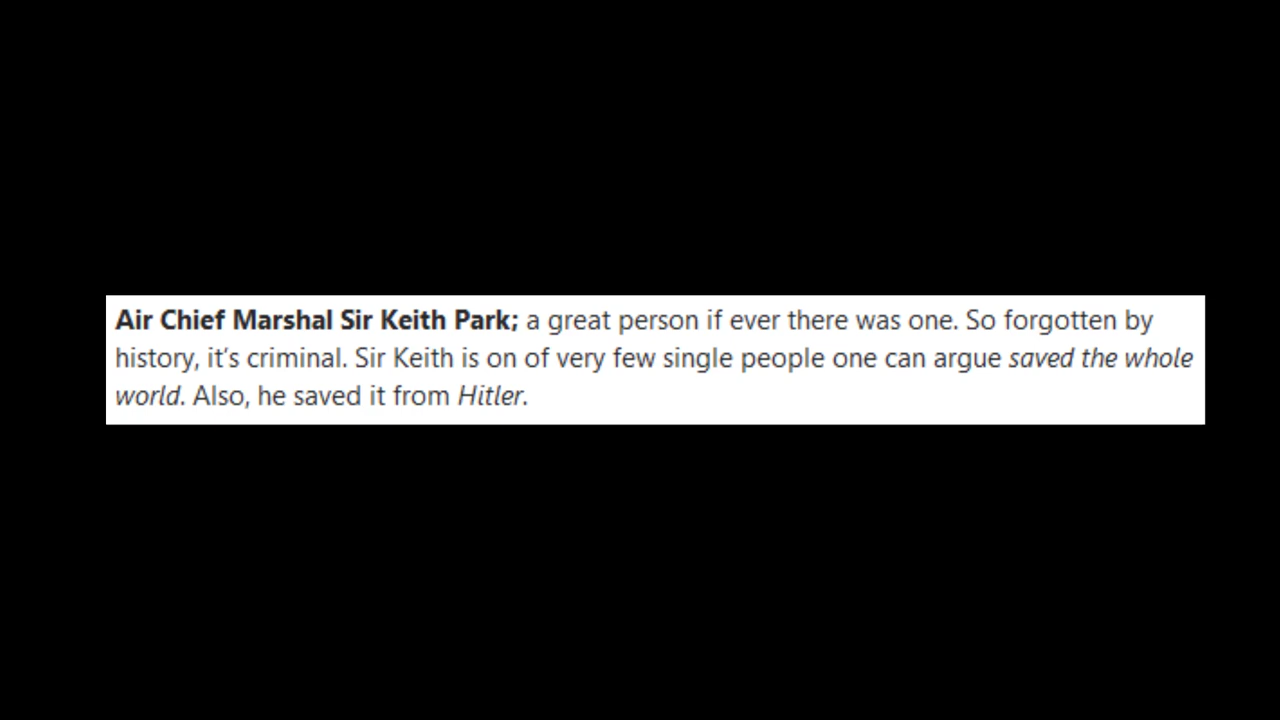 Air Chief Marshal Sir Keith Park; a great person if ever there was one. So forgotten by
history, it's criminal. Sir Keith is on of very few single people one can argue saved the whole
world. Also, he saved it from Hitler.